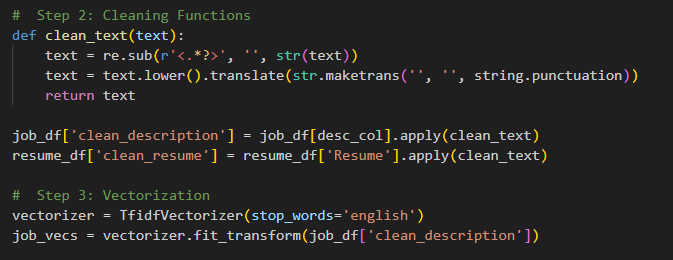 #  Step 2: Cleaning Functions
def clean_text(text):
    text = re.sub(r'<.*?>', '', str(text))
    text = text.lower().translate(str.maketrans('', '', string.punctuation))
    return text

job_df['clean_description'] = job_df[desc_col].apply(clean_text)
resume_df['clean_resume'] = resume_df['Resume'].apply(clean_text)

#  Step 3: Vectorization
vectorizer = TfidfVectorizer(stop_words='english')
job_vecs = vectorizer.fit_transform(job_df['clean_description'])